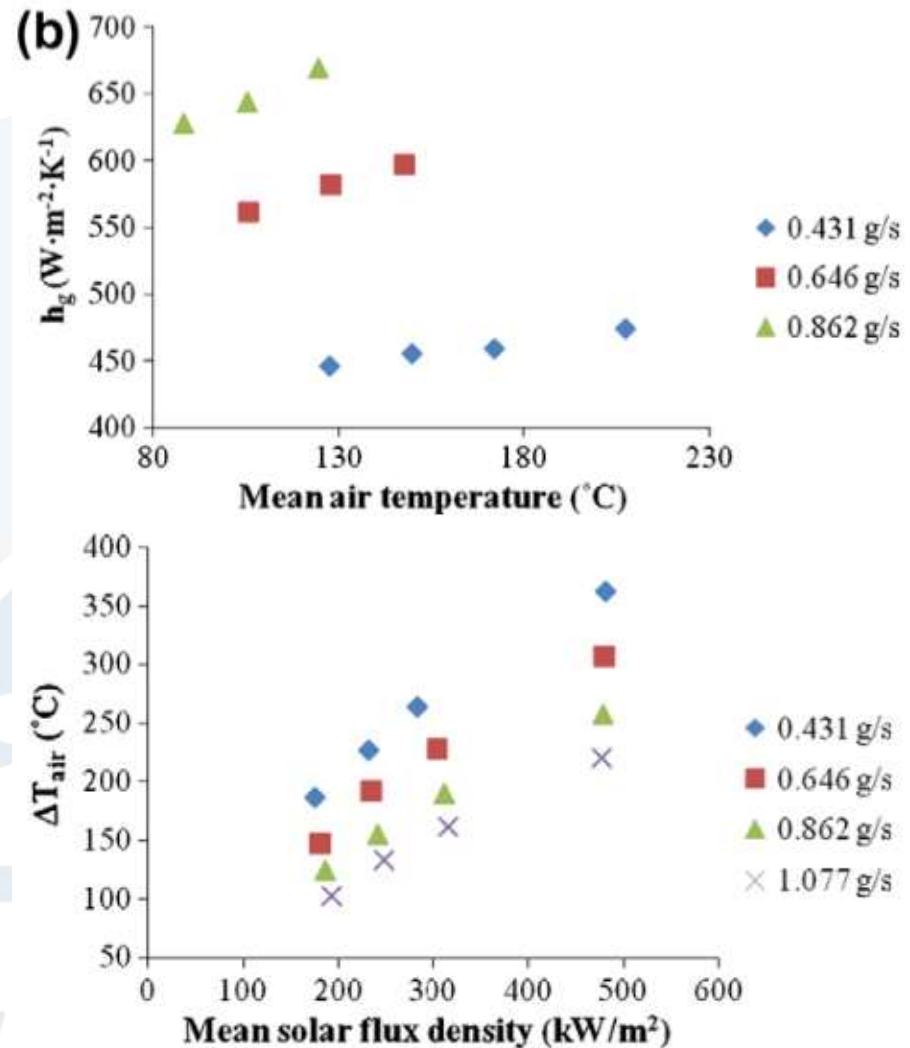 (b)
700
650
600
550
500
450
400
h_g (W·m⁻²·K⁻¹)
80 130 180 230
Mean air temperature (˚C)
0.431 g/s
0.646 g/s
0.862 g/s
400
350
300
250
200
150
100
50
ΔT_air (˚C)
0 100 200 300 400 500 600
Mean solar flux density (kW/m²)
0.431 g/s
0.646 g/s
0.862 g/s
1.077 g/s